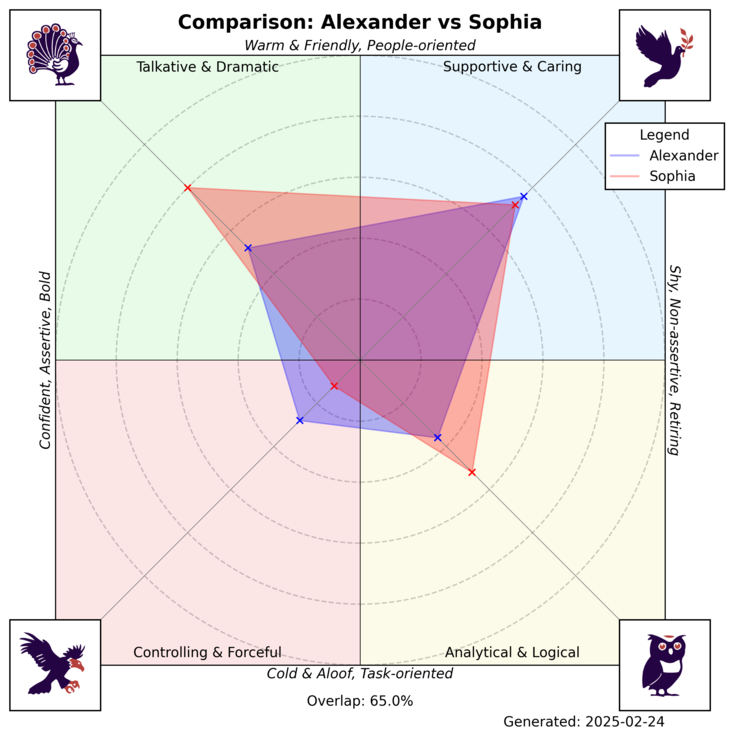 Comparison: Alexander vs Sophia
Warm & Friendly, People-oriented
Talkative & Dramatic
Supportive & Caring
Legend
Alexander
Sophia
Confident, Assertive, Bold
Shy, Non-assertive, Retiring
Controlling & Forceful
Analytical & Logical
Cold & Aloof, Task-oriented
Overlap: 65.0%
Generated: 2025-02-24